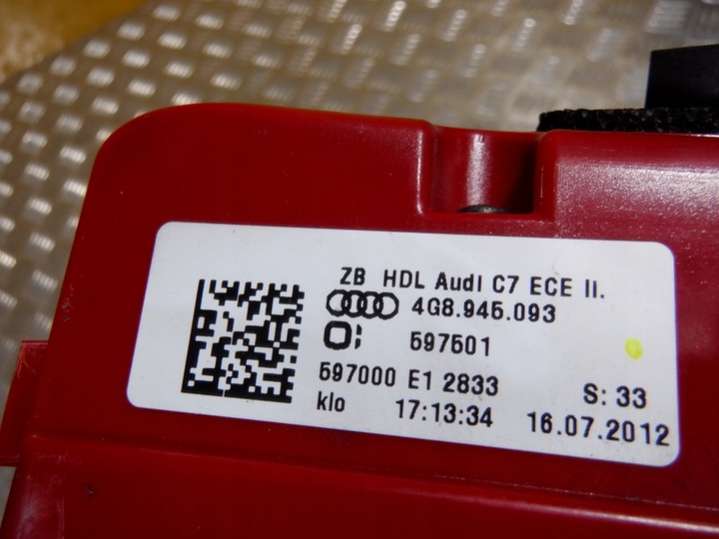 ZB HDL Audi C7 ECE II.
4G8.945.093
597501
597000 E1 2833 S: 33
klo 17:13:34 16.07.2012